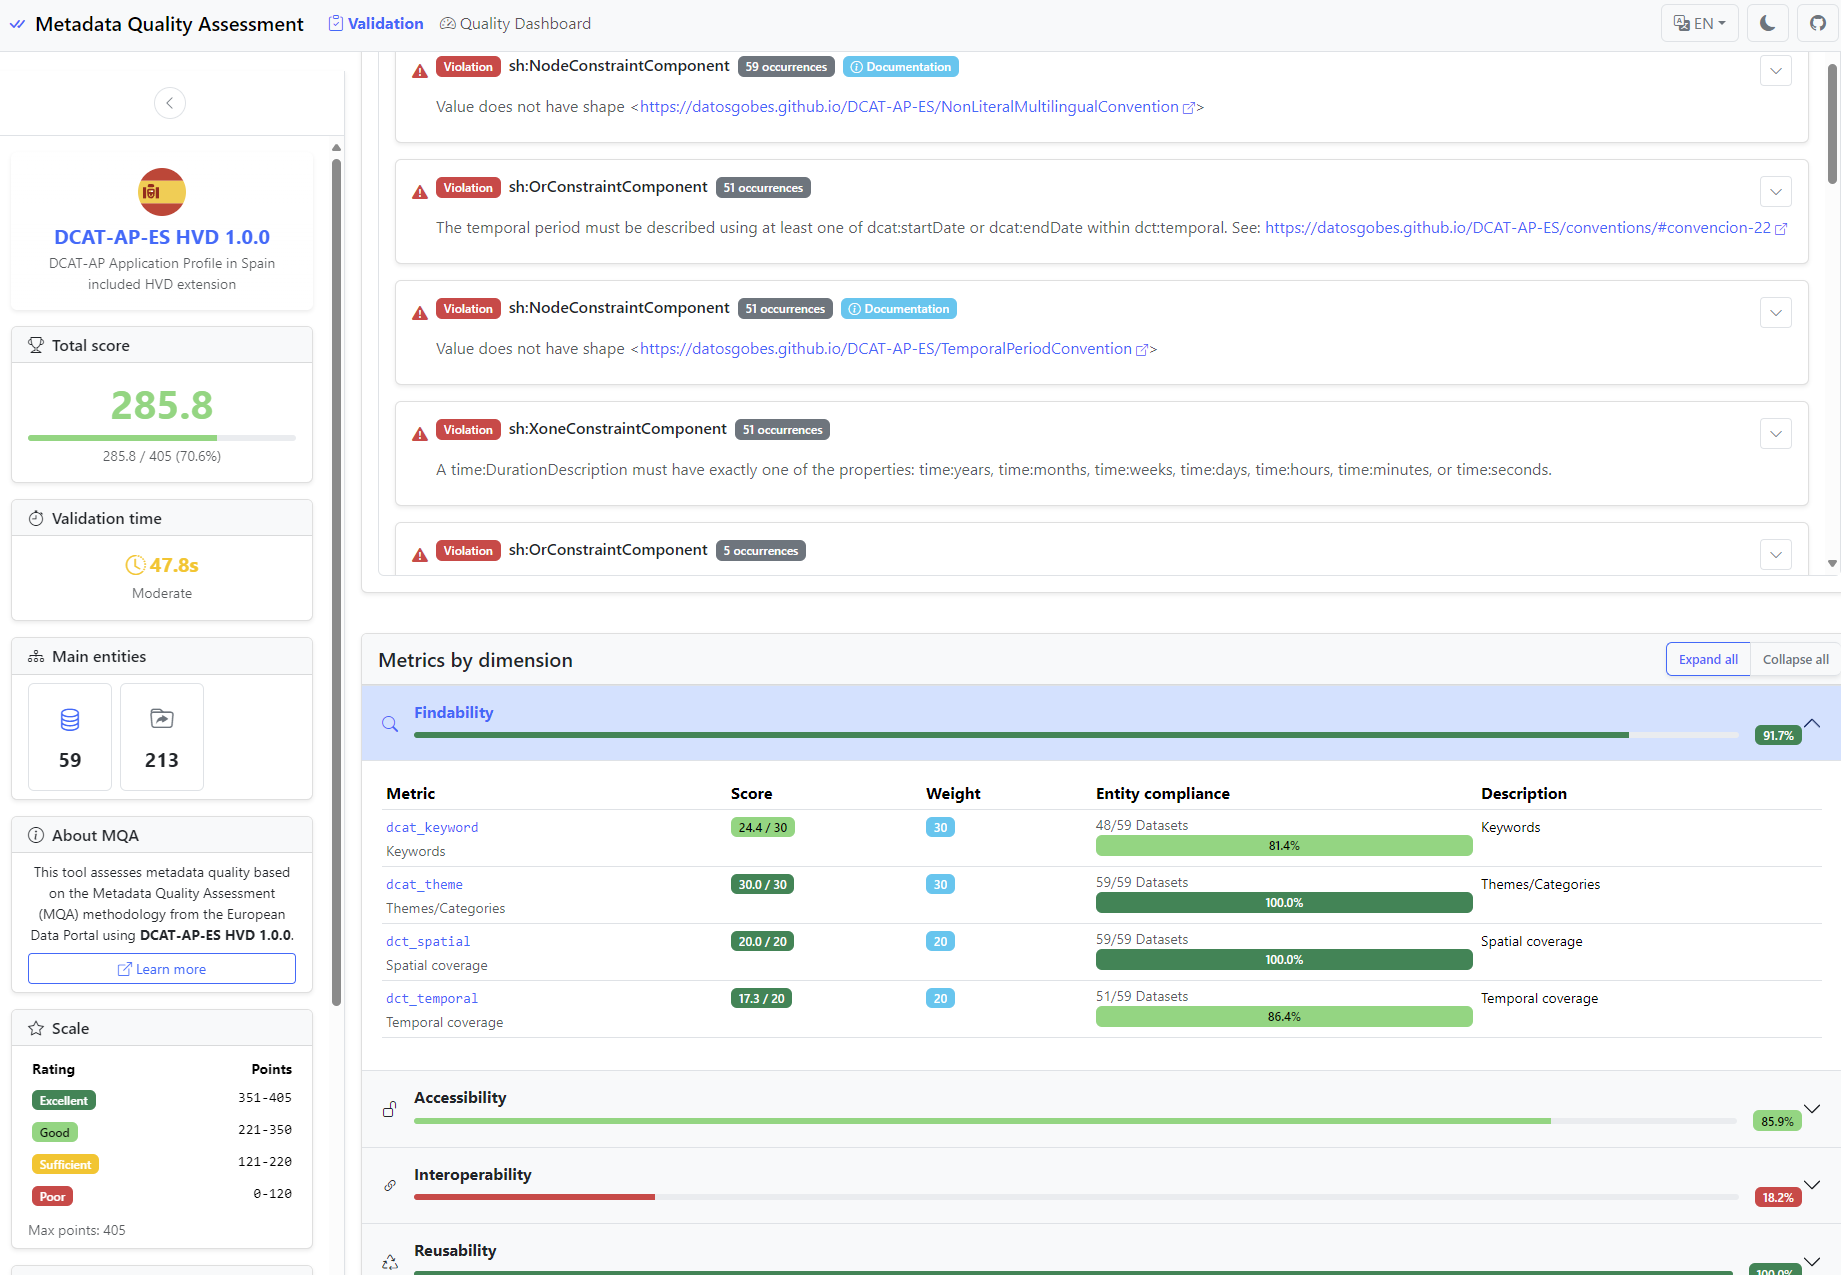 Metadata Quality Assessment
Validation
Quality Dashboard
EN
DCAT-AP-ES HVD 1.0.0
DCAT-AP Application Profile in Spain
included HVD extension
Total score
285.8
285.8 / 405 (70.6%)
Validation time
47.8s
Moderate
Main entities
59
213
About MQA
This tool assesses metadata quality based
on the Metadata Quality Assessment
(MQA) methodology from the European
Data Portal using DCAT-AP-ES HVD 1.0.0.
Learn more
Scale
Rating Points
Excellent 351-405
Good 221-350
Sufficient 121-220
Poor 0-120
Max points: 405
Violation sh:NodeConstraintComponent 59 occurrences Documentation
Value does not have shape <https://datosgobes.github.io/DCAT-AP-ES/NonLiteralMultilingualConvention>
Violation sh:OrConstraintComponent 51 occurrences
The temporal period must be described using at least one of dcat:startDate or dcat:endDate within dct:temporal. See: https://datosgobes.github.io/DCAT-AP-ES/conventions/#convencion-22
Violation sh:NodeConstraintComponent 51 occurrences Documentation
Value does not have shape <https://datosgobes.github.io/DCAT-AP-ES/TemporalPeriodConvention>
Violation sh:XoneConstraintComponent 51 occurrences
A time:DurationDescription must have exactly one of the properties: time:years, time:months, time:weeks, time:days, time:hours, time:minutes, or time:seconds.
Violation sh:OrConstraintComponent 5 occurrences
Metrics by dimension
Expand all
Collapse all
Findability
91.7%
Metric Score Weight Entity compliance Description
dcat_keyword 24.4 / 30 30 48/59 Datasets Keywords
Keywords 81.4%
dcat_theme 30.0 / 30 30 59/59 Datasets Themes/Categories
Themes/Categories 100.0%
dct_spatial 20.0 / 20 20 59/59 Datasets Spatial coverage
Spatial coverage 100.0%
dct_temporal 17.3 / 20 20 51/59 Datasets Temporal coverage
Temporal coverage 86.4%
Accessibility
85.9%
Interoperability
18.2%
Reusability
100.0%